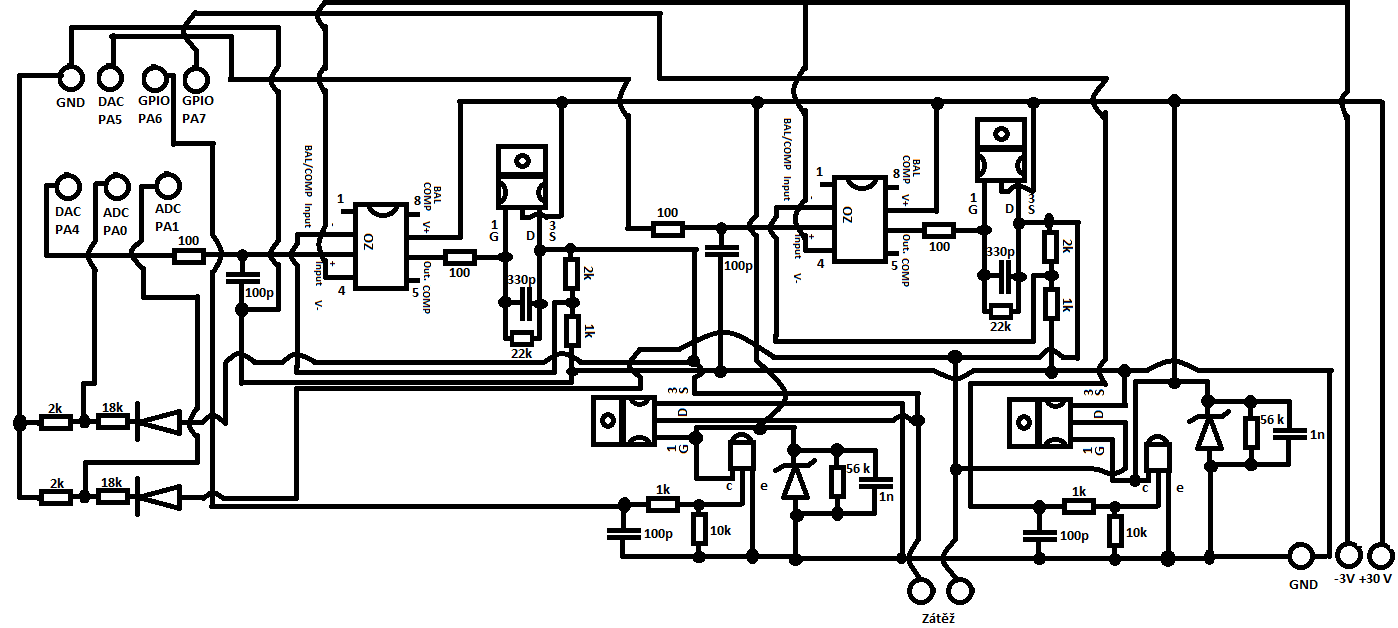 GND
DAC
PA5
GPIO
PA6
GPIO
PA7
DAC
PA4
ADC
PA0
ADC
PA1
100
100p
BAL/COMP Input -
Input + V-
1
4
OZ
8
5
BAL
COMP V+
Out. COMP
100
1
G
D
3
S
330p
22k
2k
1k
100
100p
BAL/COMP Input -
Input + V-
1
4
OZ
8
5
BAL
COMP V+
Out. COMP
100
1
G
D
3
S
330p
22k
2k
1k
2k
18k
2k
18k
3
S
D
1
G
c
e
56 k
1n
1k
100p
10k
3
S
D
1
G
c
e
56 k
1n
1k
100p
10k
GND
-3V
+30 V
Zátěž